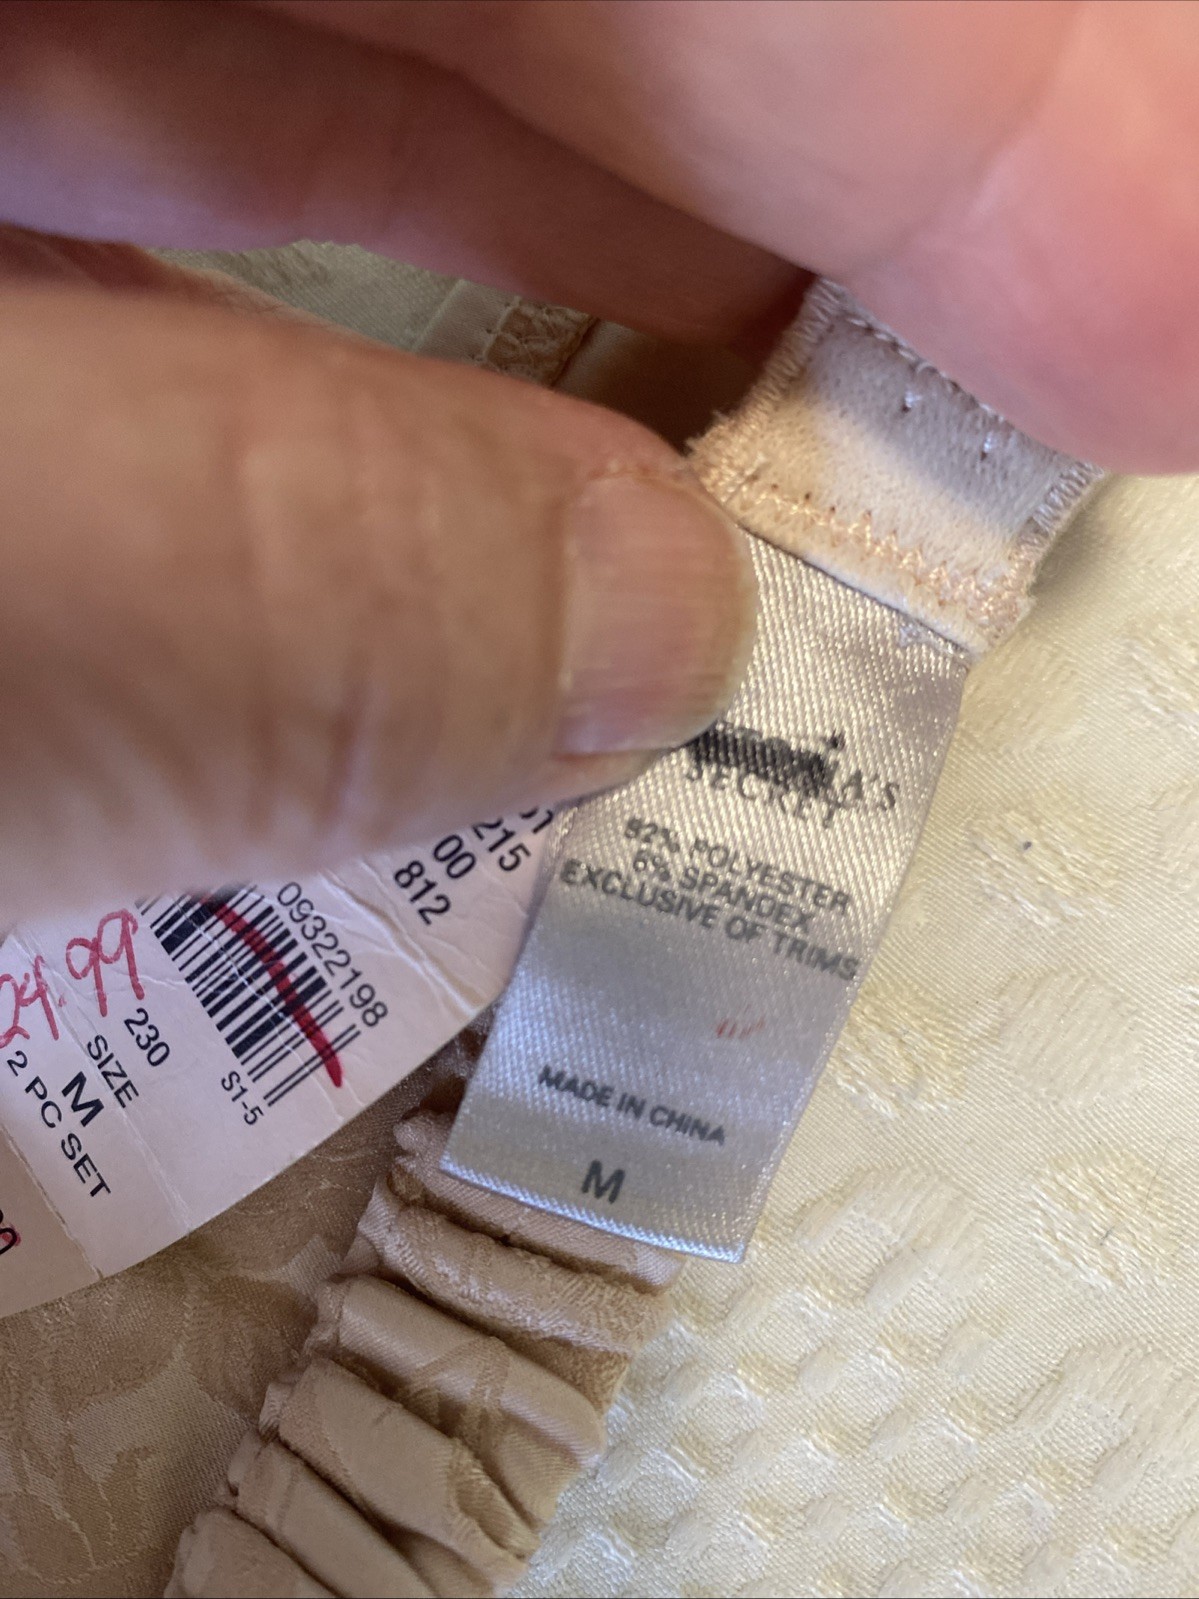 A'S
SECRET
92% POLYESTER
6% SPANDEX
EXCLUSIVE OF TRIMS
MADE IN CHINA
M
215
00
812
09322198
S1-5
24.99
230
SIZE
M
2 PC SET